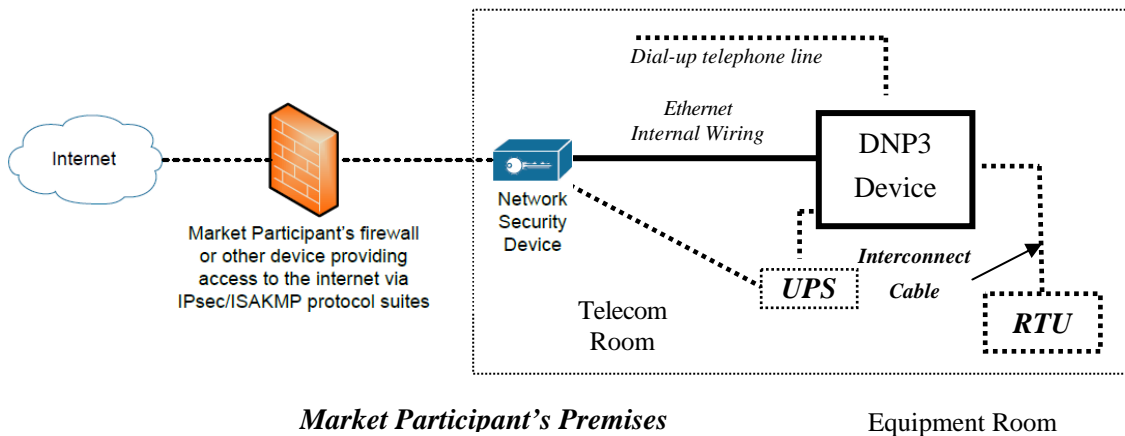 Dial-up telephone line
Ethernet
Internal Wiring
DNP3
Device
Internet
Network
Security
Device
Market Participant's firewall
or other device providing
access to the internet via
IPsec/ISAKMP protocol suites
Interconnect
Cable
UPS
RTU
Telecom
Room
Market Participant's Premises
Equipment Room